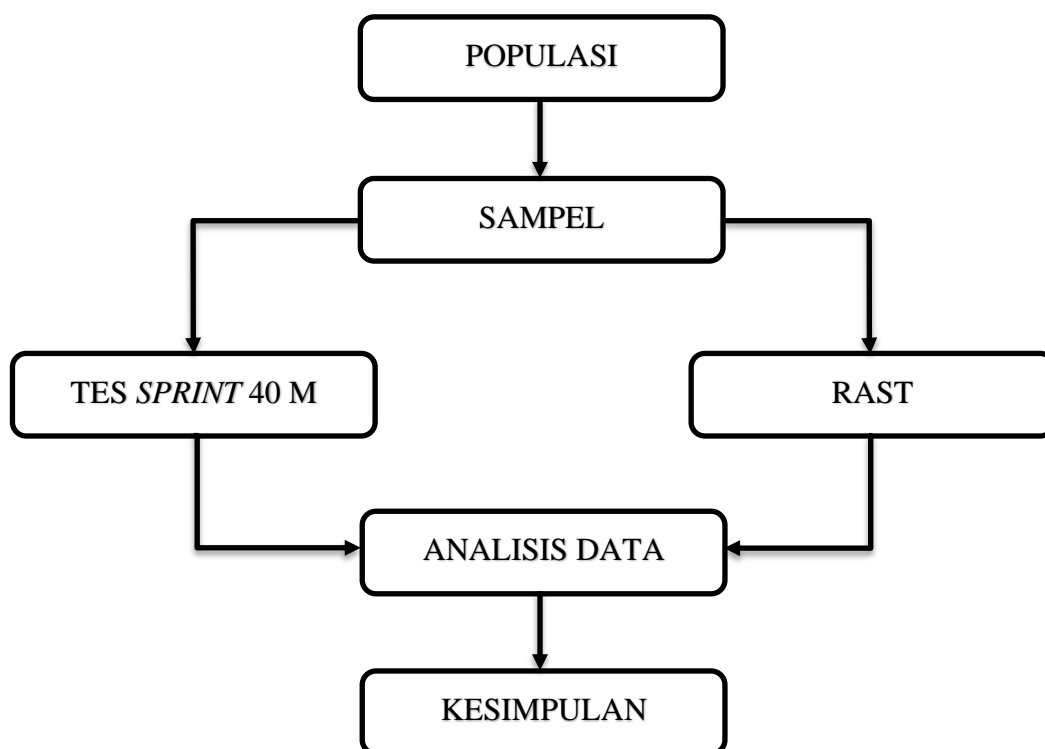 POPULASI
SAMPEL
TES SPRINT 40 M
RAST
ANALISIS DATA
KESIMPULAN